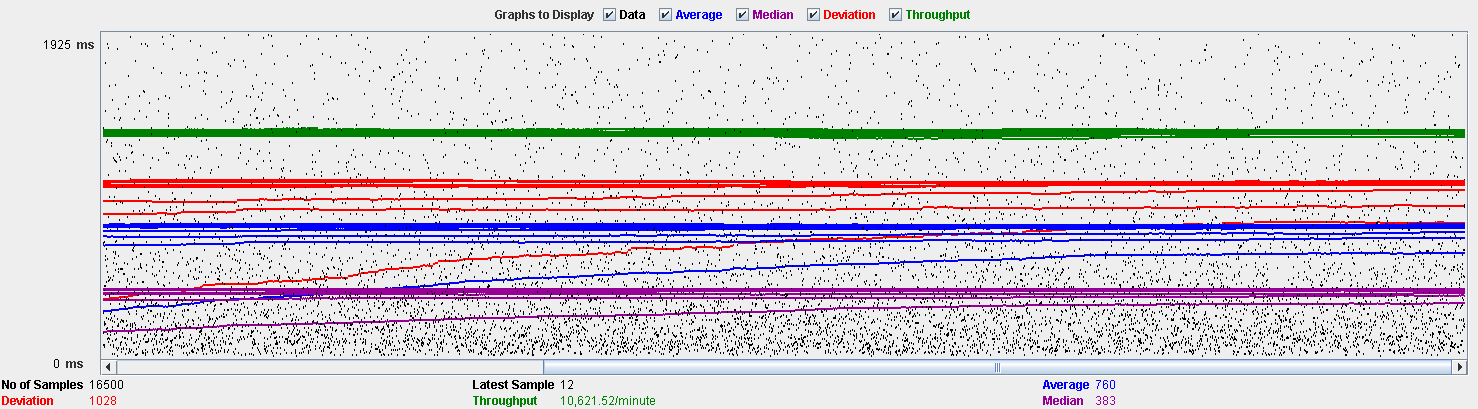 Graphs to Display Data Average Median Deviation Throughput
1925 ms
0 ms
No of Samples 16500 Latest Sample 12 Average 760
Deviation 1028 Throughput 10,621.52/minute Median 383